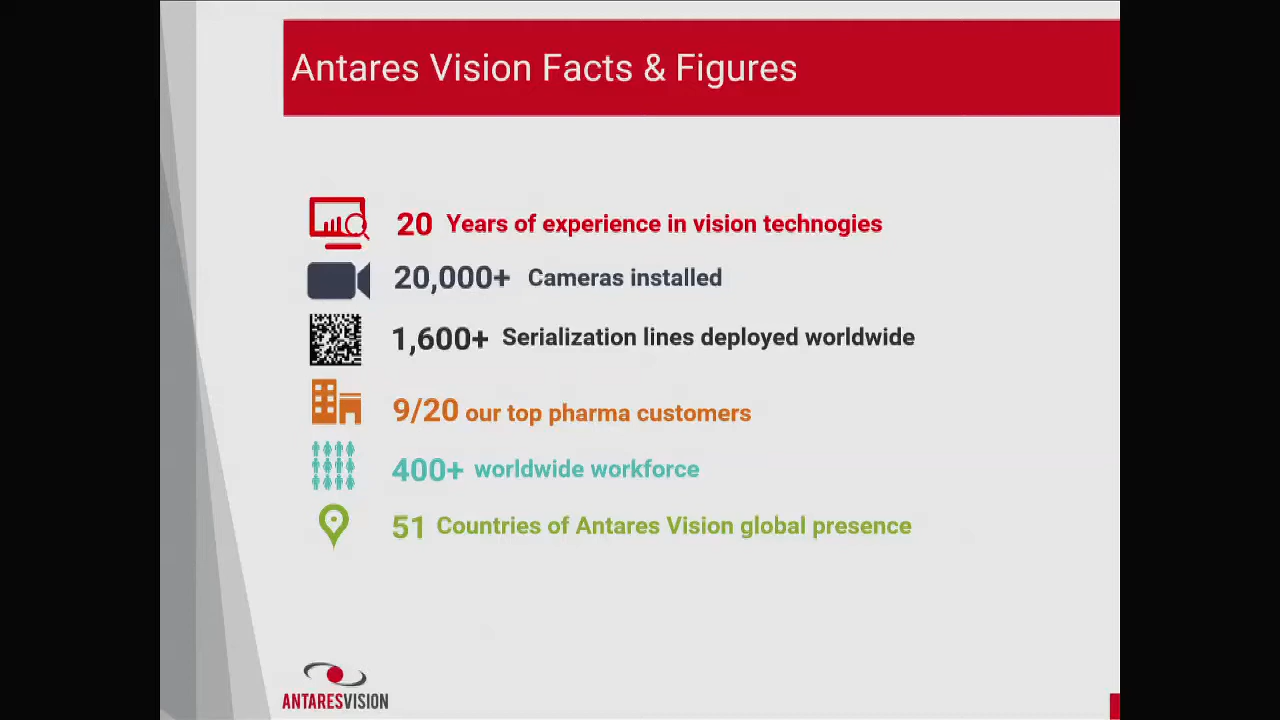 Antares Vision Facts & Figures
20 Years of experience in vision technogies
20,000+ Cameras installed
1,600+ Serialization lines deployed worldwide
9/20 our top pharma customers
400+ worldwide workforce
51 Countries of Antares Vision global presence
ANTARESVISION